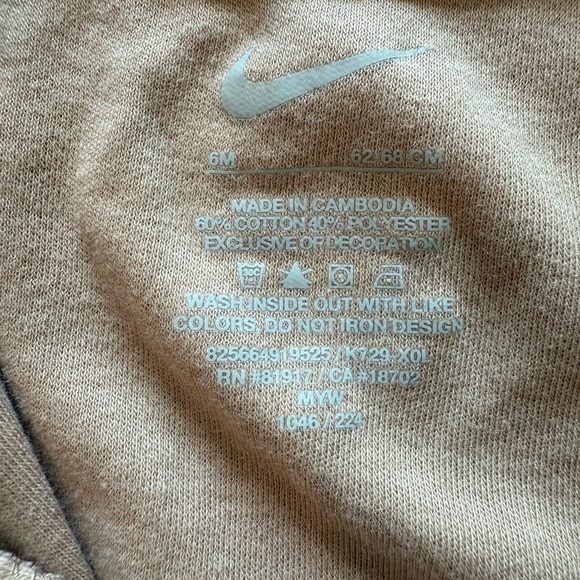 6M 62-68 CM
MADE IN CAMBODIA
60% COTTON 40% POLYESTER
EXCLUSIVE OF DECORATION
30C
WASH INSIDE OUT WITH LIKE
COLORS, DO NOT IRON DESIGN
825664919525 / K729-X0L
RN #81917 / CA #18702
MYW
1046 / 224